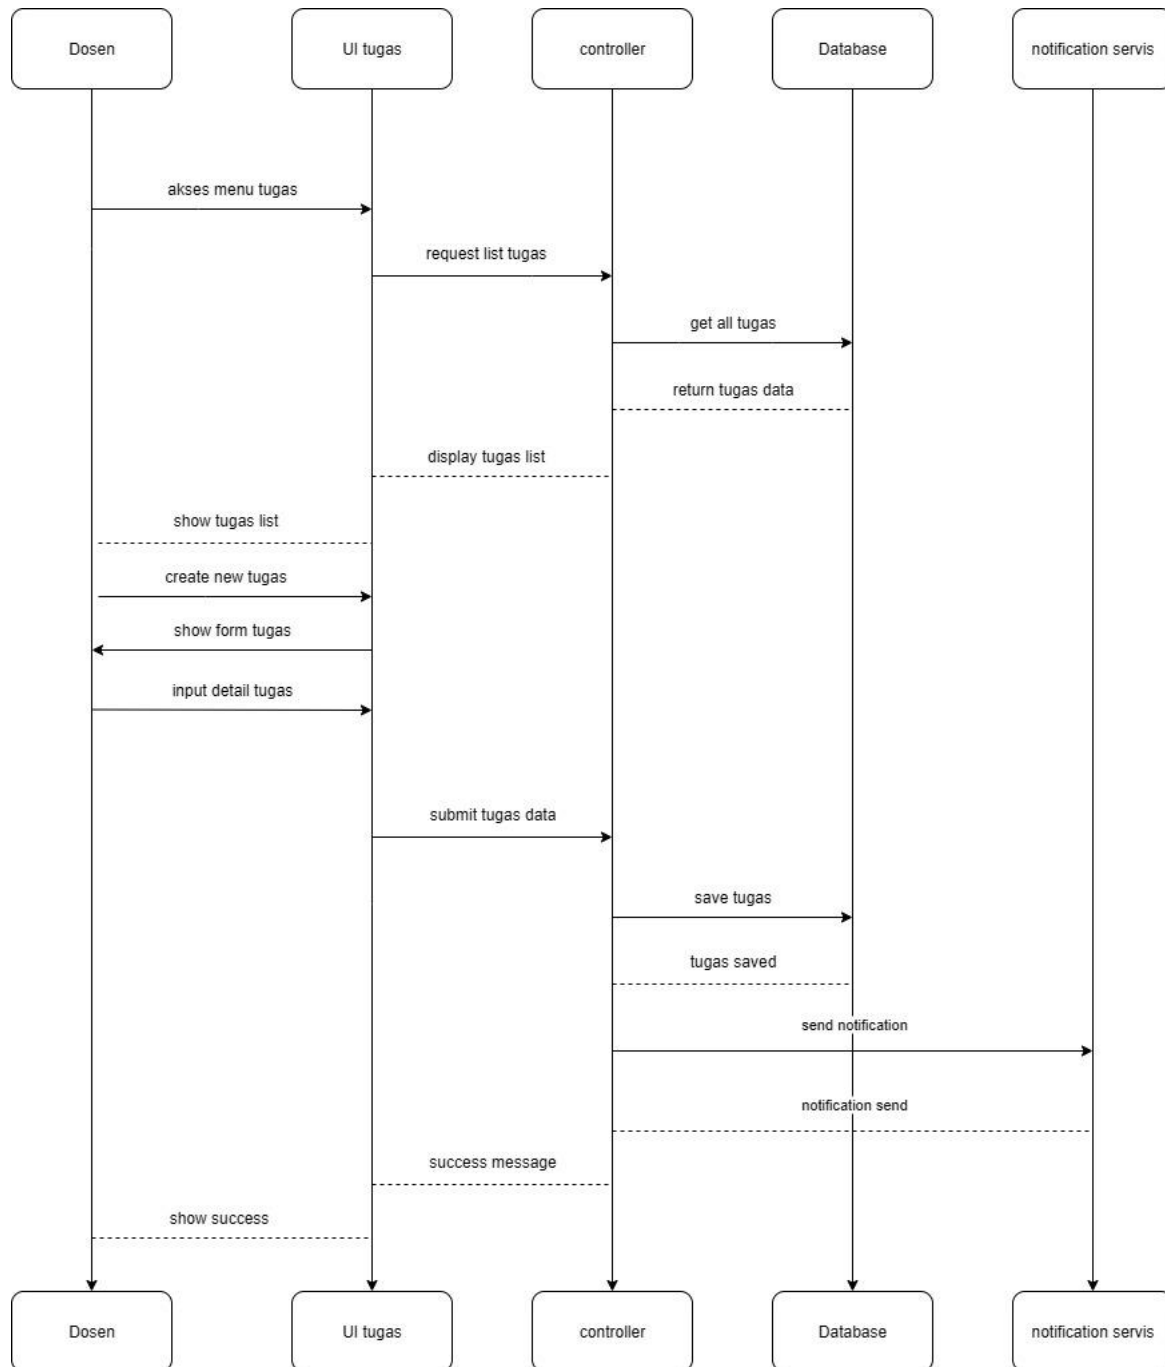 Dosen
UI tugas
controller
Database
notification servis
akses menu tugas
request list tugas
get all tugas
return tugas data
display tugas list
show tugas list
create new tugas
show form tugas
input detail tugas
submit tugas data
save tugas
tugas saved
send notification
notification send
success message
show success
Dosen
UI tugas
controller
Database
notification servis